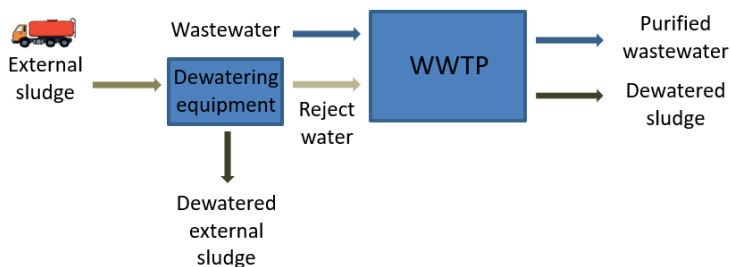 Wastewater
External
sludge
Dewatering
equipment
Reject
water
Dewatered
external
sludge
WWTP
Purified
wastewater
Dewatered
sludge